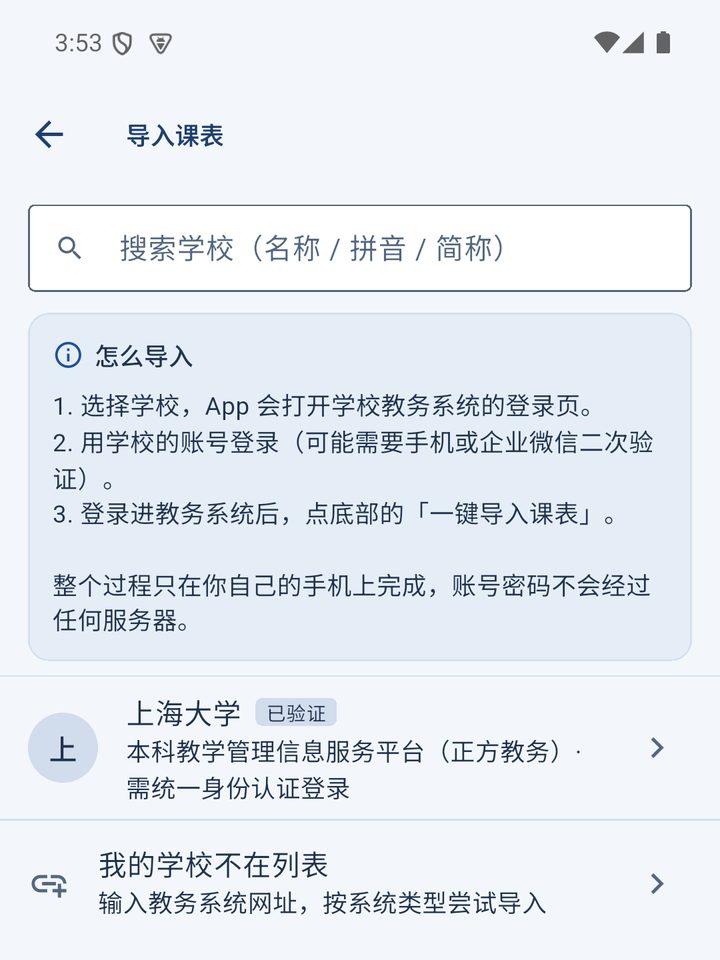 3:53
导入课表
搜索学校（名称 / 拼音 / 简称）
怎么导入
1. 选择学校，App 会打开学校教务系统的登录页。
2. 用学校的账号登录（可能需要手机或企业微信二次验
证）。
3. 登录进教务系统后，点底部的「一键导入课表」。
整个过程只在你自己的手机上完成，账号密码不会经过
任何服务器。
上
上海大学 已验证
本科教学管理信息服务平台（正方教务）·
需统一身份认证登录
我的学校不在列表
输入教务系统网址，按系统类型尝试导入